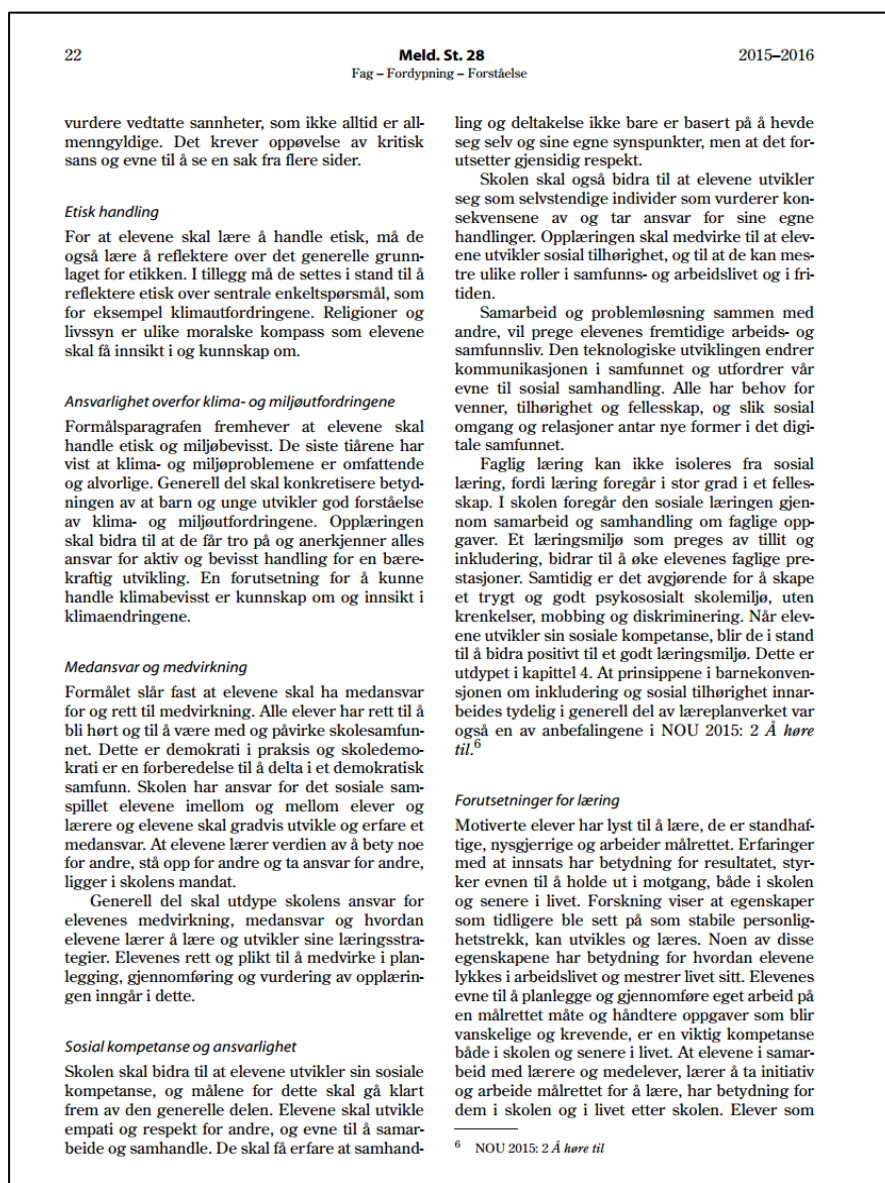 22
Meld. St. 28
2015–2016
Fag – Fordypning – Forståelse
vurdere vedtatte sannheter, som ikke alltid er all-
menngyldige. Det krever oppøvelse av kritisk
sans og evne til å se en sak fra flere sider.
Etisk handling
For at elevene skal lære å handle etisk, må de
også lære å reflektere over det generelle grunn-
laget for etikken. I tillegg må de settes i stand til å
reflektere etisk over sentrale enkeltspørsmål, som
for eksempel klimautfordringene. Religioner og
livssyn er ulike moralske kompass som elevene
skal få innsikt i og kunnskap om.
Ansvarlighet overfor klima- og miljøutfordringene
Formålsparagrafen fremhever at elevene skal
handle etisk og miljøbevisst. De siste tiårene har
vist at klima- og miljøproblemene er omfattende
og alvorlige. Generell del skal konkretisere betyd-
ningen av at barn og unge utvikler god forståelse
av klima- og miljøutfordringene. Opplæringen
skal bidra til at de får tro på og anerkjenner alles
ansvar for aktiv og bevisst handling for en bære-
kraftig utvikling. En forutsetning for å kunne
handle klimabevisst er kunnskap om og innsikt i
klimaendringene.
Medansvar og medvirkning
Formålet slår fast at elevene skal ha medansvar
for og rett til medvirkning. Alle elever har rett til å
bli hørt og til å være med og påvirke skolesamfun-
net. Dette er demokrati i praksis og skoledemo-
krati er en forberedelse til å delta i et demokratisk
samfunn. Skolen har ansvar for det sosiale sam-
spillet elevene imellom og mellom elever og
lærere og elevene skal gradvis utvikle og erfare et
medansvar. At elevene lærer verdien av å bety noe
for andre, stå opp for andre og ta ansvar for andre,
ligger i skolens mandat.
Generell del skal utdype skolens ansvar for
elevenes medvirkning, medansvar og hvordan
elevene lærer å lære og utvikler sine læringsstra-
tegier. Elevenes rett og plikt til å medvirke i plan-
legging, gjennomføring og vurdering av opplærin-
gen inngår i dette.
Sosial kompetanse og ansvarlighet
Skolen skal bidra til at elevene utvikler sin sosiale
kompetanse, og målene for dette skal gå klart
frem av den generelle delen. Elevene skal utvikle
empati og respekt for andre, og evne til å samar-
beide og samhandle. De skal få erfare at samhand-
ling og deltakelse ikke bare er basert på å hevde
seg selv og sine egne synspunkter, men at det for-
utsetter gjensidig respekt.
Skolen skal også bidra til at elevene utvikler
seg som selvstendige individer som vurderer kon-
sekvensene av og tar ansvar for sine egne
handlinger. Opplæringen skal medvirke til at elev-
ene utvikler sosial tilhørighet, og til at de kan mes-
tre ulike roller i samfunns- og arbeidslivet og i fri-
tiden.
Samarbeid og problemløsning sammen med
andre, vil prege elevenes fremtidige arbeids- og
samfunnsliv. Den teknologiske utviklingen endrer
kommunikasjonen i samfunnet og utfordrer vår
evne til sosial samhandling. Alle har behov for
venner, tilhørighet og fellesskap, og slik sosial
omgang og relasjoner antar nye former i det digi-
tale samfunnet.
Faglig læring kan ikke isoleres fra sosial
læring, fordi læring foregår i stor grad i et felles-
skap. I skolen foregår den sosiale læringen gjen-
nom samarbeid og samhandling om faglige opp-
gaver. Et læringsmiljø som preges av tillit og
inkludering, bidrar til å øke elevenes faglige pre-
stasjoner. Samtidig er det avgjørende for å skape
et trygt og godt psykososialt skolemiljø, uten
krenkelser, mobbing og diskriminering. Når elev-
ene utvikler sin sosiale kompetanse, blir de i stand
til å bidra positivt til et godt læringsmiljø. Dette er
utdypet i kapittel 4. At prinsippene i barnekonven-
sjonen om inkludering og sosial tilhørighet innar-
beides tydelig i generell del av læreplanverket var
også en av anbefalingene i NOU 2015: 2 Å høre
til.6
Forutsetninger for læring
Motiverte elever har lyst til å lære, de er standhaf-
tige, nysgjerrige og arbeider målrettet. Erfaringer
med at innsats har betydning for resultatet, styr-
ker evnen til å holde ut i motgang, både i skolen
og senere i livet. Forskning viser at egenskaper
som tidligere ble sett på som stabile personlig-
hetstrekk, kan utvikles og læres. Noen av disse
egenskapene har betydning for hvordan elevene
lykkes i arbeidslivet og mestrer livet sitt. Elevenes
evne til å planlegge og gjennomføre eget arbeid på
en målrettet måte og håndtere oppgaver som blir
vanskelige og krevende, er en viktig kompetanse
både i skolen og senere i livet. At elevene i samar-
beid med lærere og medelever, lærer å ta initiativ
og arbeide målrettet for å lære, har betydning for
dem i skolen og i livet etter skolen. Elever som
6 NOU 2015: 2 Å høre til